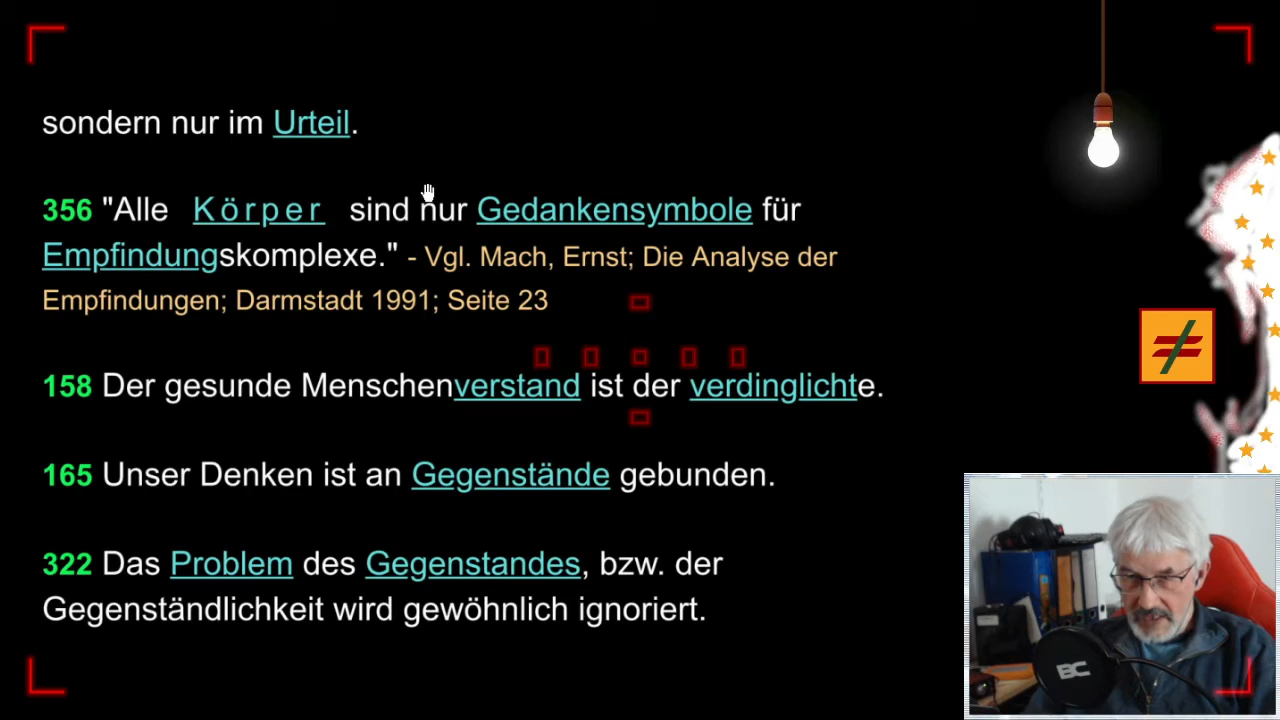 sondern nur im Urteil.
356 "Alle Körper sind nur Gedankensymbole für
Empfindungskomplexe." - Vgl. Mach, Ernst; Die Analyse der
Empfindungen; Darmstadt 1991; Seite 23
158 Der gesunde Menschenverstand ist der verdinglichte.
165 Unser Denken ist an Gegenstände gebunden.
322 Das Problem des Gegenstandes, bzw. der
Gegenständlichkeit wird gewöhnlich ignoriert.
≠
BC